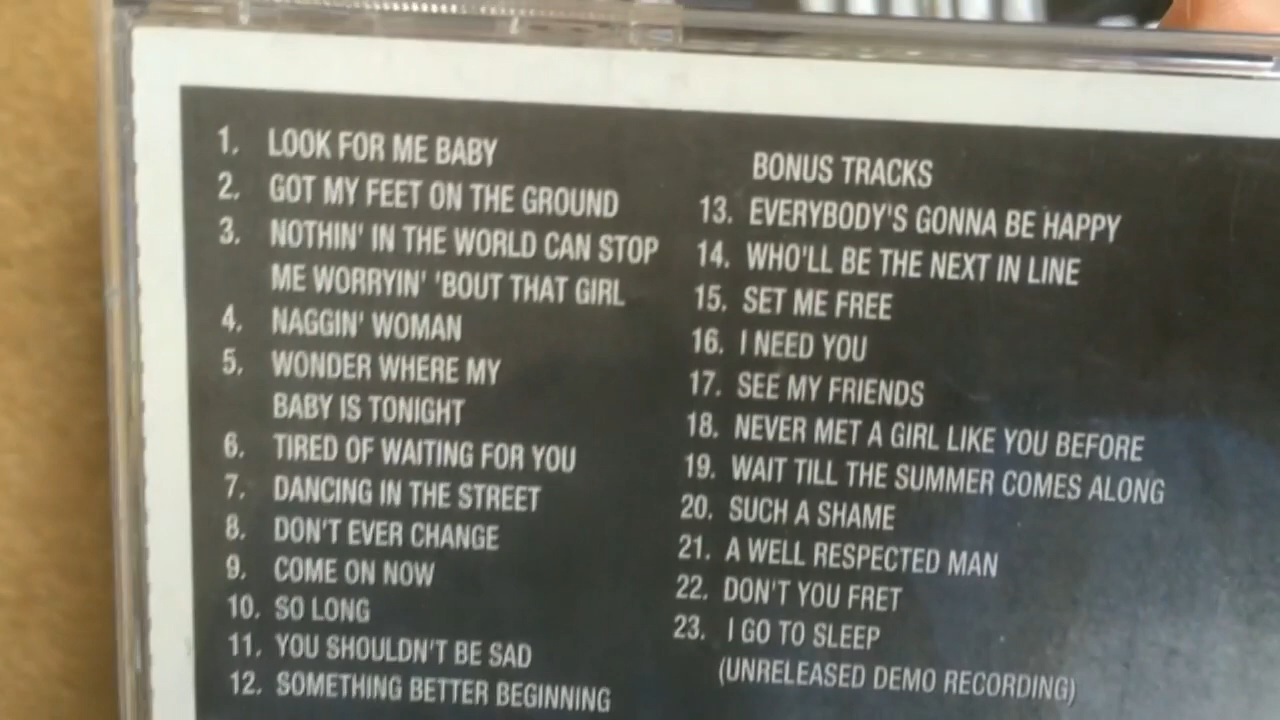 1. LOOK FOR ME BABY
2. GOT MY FEET ON THE GROUND
3. NOTHIN' IN THE WORLD CAN STOP
ME WORRYIN' 'BOUT THAT GIRL
4. NAGGIN' WOMAN
5. WONDER WHERE MY
BABY IS TONIGHT
6. TIRED OF WAITING FOR YOU
7. DANCING IN THE STREET
8. DON'T EVER CHANGE
9. COME ON NOW
10. SO LONG
11. YOU SHOULDN'T BE SAD
12. SOMETHING BETTER BEGINNING
BONUS TRACKS
13. EVERYBODY'S GONNA BE HAPPY
14. WHO'LL BE THE NEXT IN LINE
15. SET ME FREE
16. I NEED YOU
17. SEE MY FRIENDS
18. NEVER MET A GIRL LIKE YOU BEFORE
19. WAIT TILL THE SUMMER COMES ALONG
20. SUCH A SHAME
21. A WELL RESPECTED MAN
22. DON'T YOU FRET
23. I GO TO SLEEP
(UNRELEASED DEMO RECORDING)